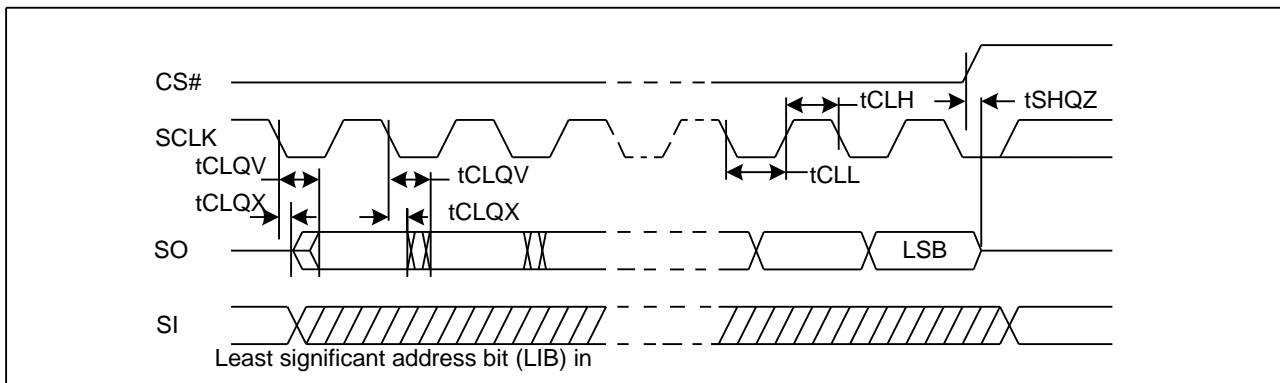 CS#
tCLH
tSHQZ
SCLK
tCLQV
tCLQV
tCLL
tCLQX
tCLQX
SO
LSB
SI
Least significant address bit (LIB) in